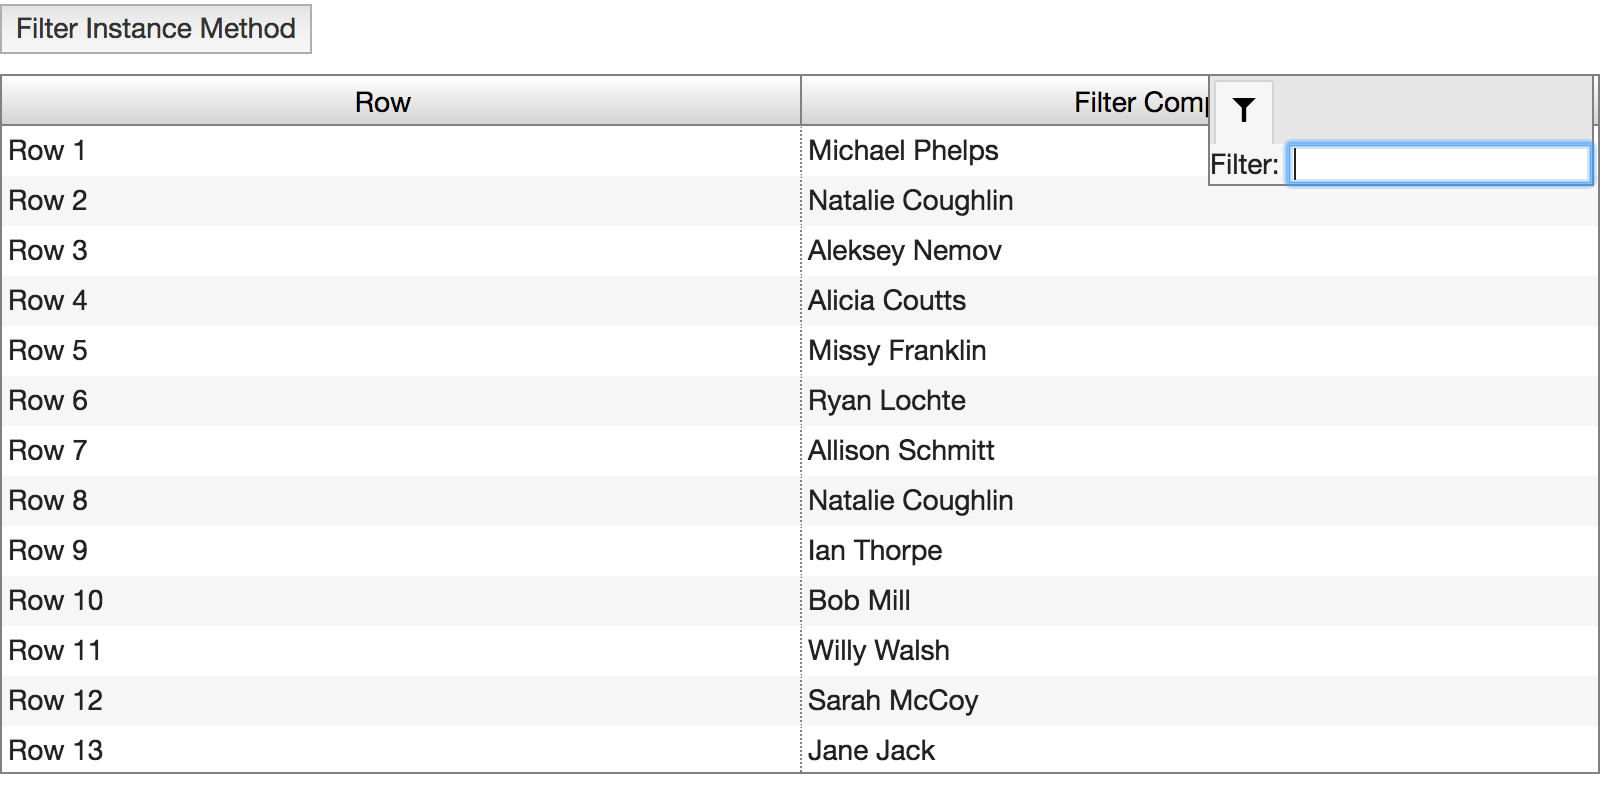 Filter Instance Method
Row Filter Com
Filter:
Row 1 Michael Phelps
Row 2 Natalie Coughlin
Row 3 Aleksey Nemov
Row 4 Alicia Coutts
Row 5 Missy Franklin
Row 6 Ryan Lochte
Row 7 Allison Schmitt
Row 8 Natalie Coughlin
Row 9 Ian Thorpe
Row 10 Bob Mill
Row 11 Willy Walsh
Row 12 Sarah McCoy
Row 13 Jane Jack